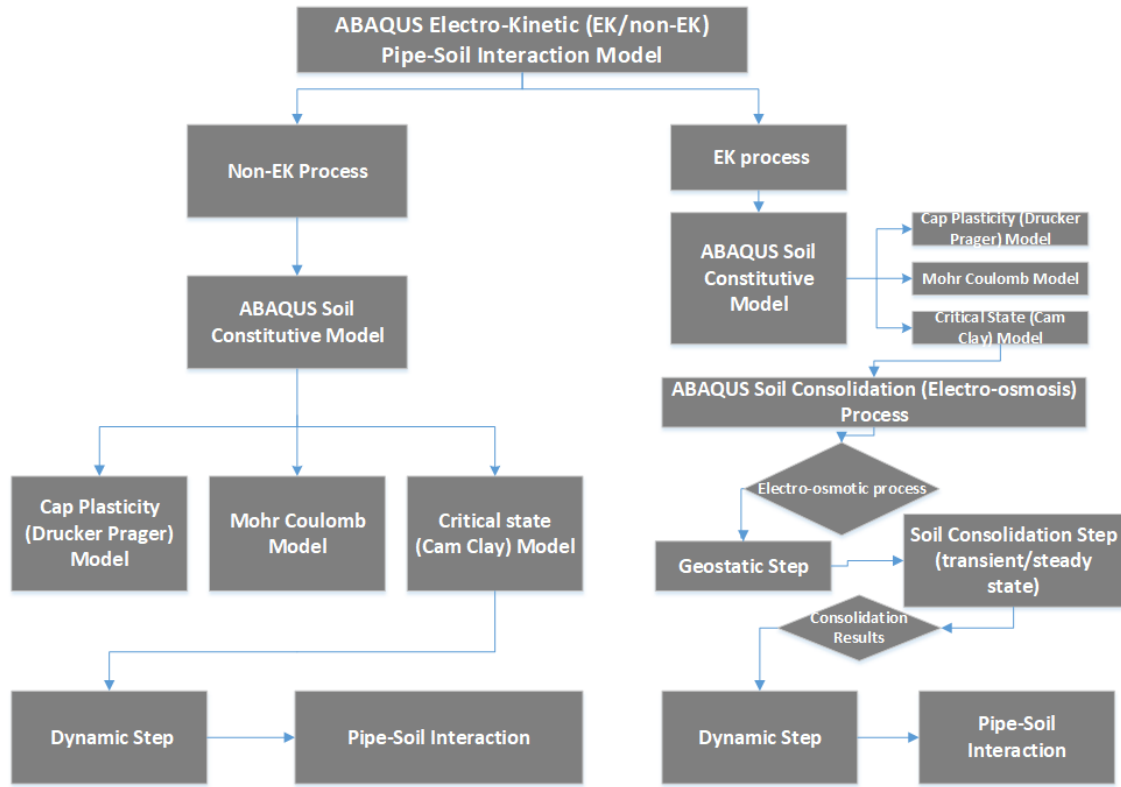 ABAQUS Electro-Kinetic (EK/non-EK)
Pipe-Soil Interaction Model
Non-EK Process
ABAQUS Soil
Constitutive Model
Cap Plasticity
(Drucker Prager)
Model
Mohr Coulomb
Model
Critical state
(Cam Clay) Model
Dynamic Step
Pipe-Soil Interaction
EK process
ABAQUS Soil
Constitutive
Model
Cap Plasticity (Drucker
Prager) Model
Mohr Coulomb Model
Critical State (Cam
Clay) Model
ABAQUS Soil Consolidation (Electro-osmosis)
Process
Electro-osmotic process
Geostatic Step
Soil Consolidation Step
(transient/steady
state)
Consolidation
Results
Dynamic Step
Pipe-Soil
Interaction